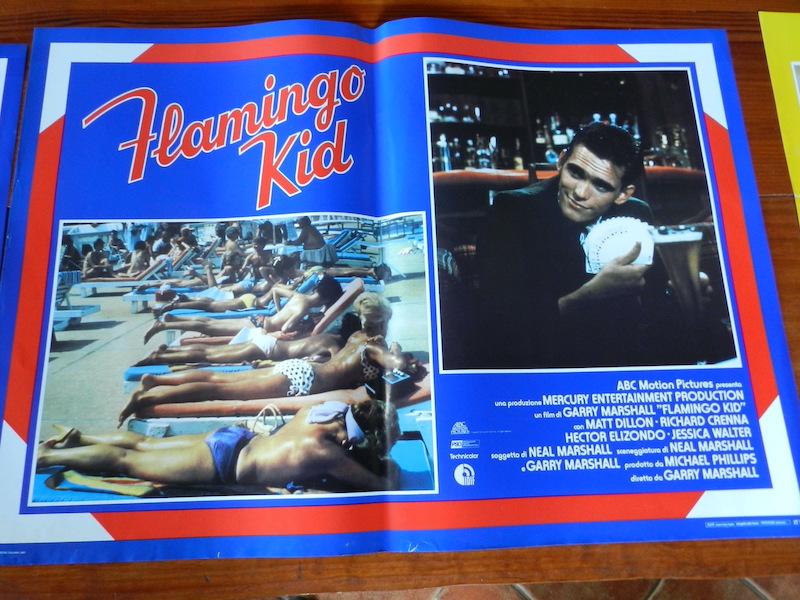 Flamingo
Kid
ABC Motion Pictures presenta
una produzione MERCURY ENTERTAINMENT PRODUCTION
un film di GARRY MARSHALL "FLAMINGO KID"
con MATT DILLON · RICHARD CRENNA
HECTOR ELIZONDO · JESSICA WALTER
soggetto di NEAL MARSHALL sceneggiatura di NEAL MARSHALL
e GARRY MARSHALL prodotto da MICHAEL PHILLIPS
diretto da GARRY MARSHALL
Technicolor